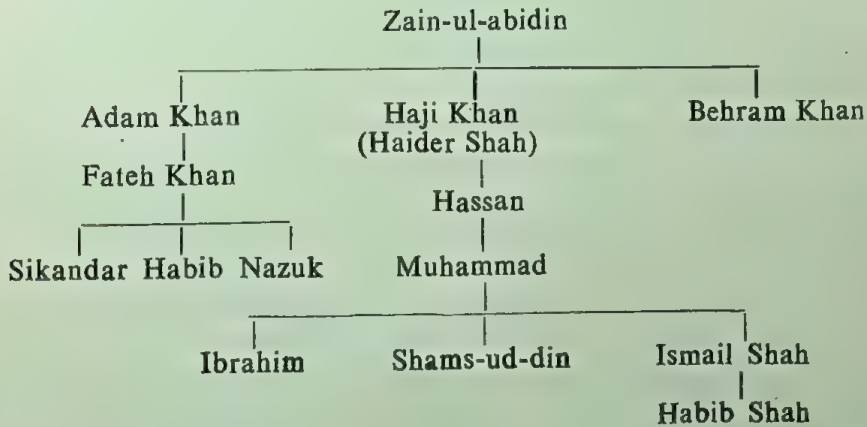 Zain-ul-abidin
Adam Khan Haji Khan Behram Khan
(Haider Shah)
Fateh Khan
Hassan
Sikandar Habib Nazuk Muhammad
Ibrahim Shams-ud-din Ismail Shah
Habib Shah